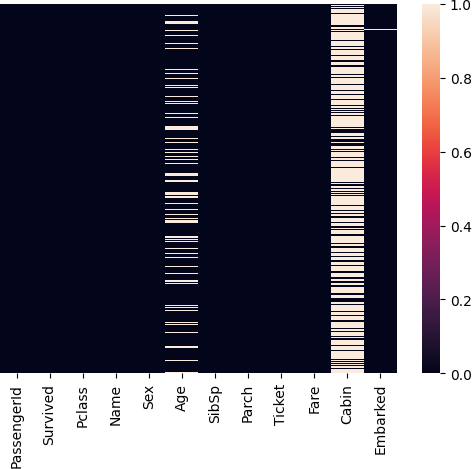 1.0
0.8
0.6
0.4
0.2
0.0
PassengerId
Survived
Pclass
Name
Sex
Age
SibSp
Parch
Ticket
Fare
Cabin
Embarked